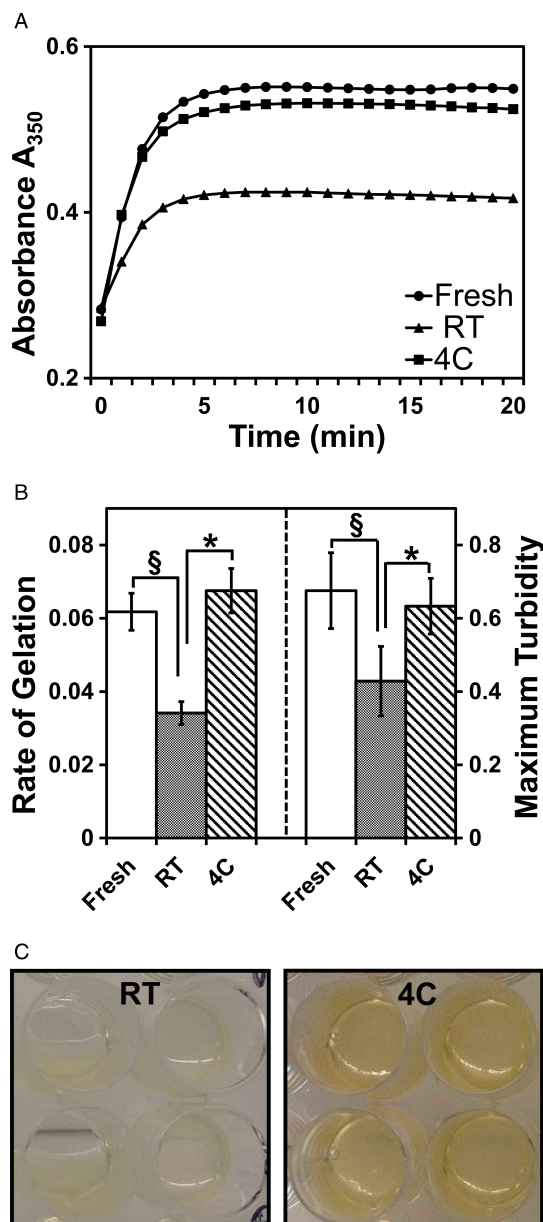 A
Absorbance A350
0.6
0.4
0.2
Fresh
RT
4C
0 5 10 15 20
Time (min)
B
Rate of Gelation
0.08
0.06
0.04
0.02
0
§ *
§ *
0.8
0.6
0.4
0.2
0
Maximum Turbidity
Fresh RT 4C Fresh RT 4C
C
RT 4C